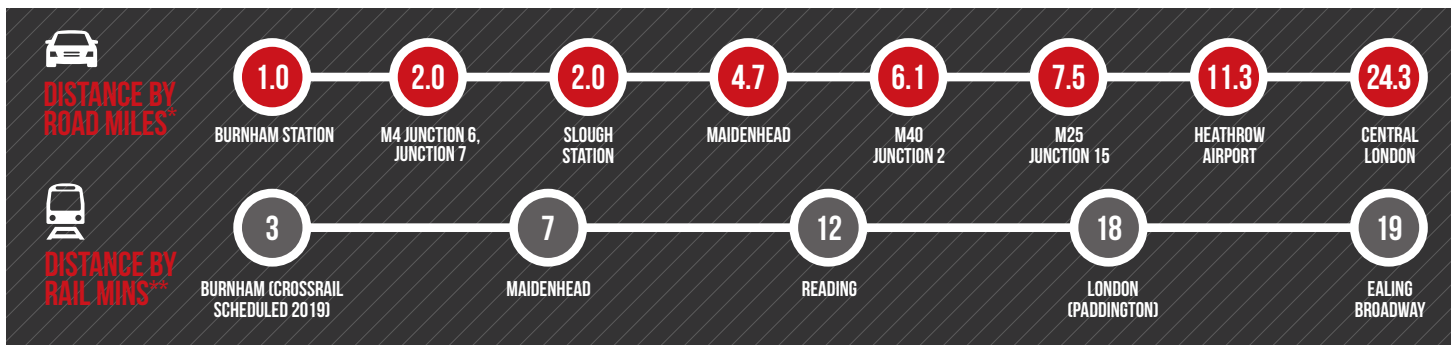 DISTANCE BY
ROAD MILES*
1.0
BURNHAM STATION
2.0
M4 JUNCTION 6,
JUNCTION 7
2.0
SLOUGH
STATION
4.7
MAIDENHEAD
6.1
M40
JUNCTION 2
7.5
M25
JUNCTION 15
11.3
HEATHROW
AIRPORT
24.3
CENTRAL
LONDON
DISTANCE BY
RAIL MINS**
3
BURNHAM (CROSSRAIL
SCHEDULED 2019)
7
MAIDENHEAD
12
READING
18
LONDON
(PADDINGTON)
19
EALING
BROADWAY